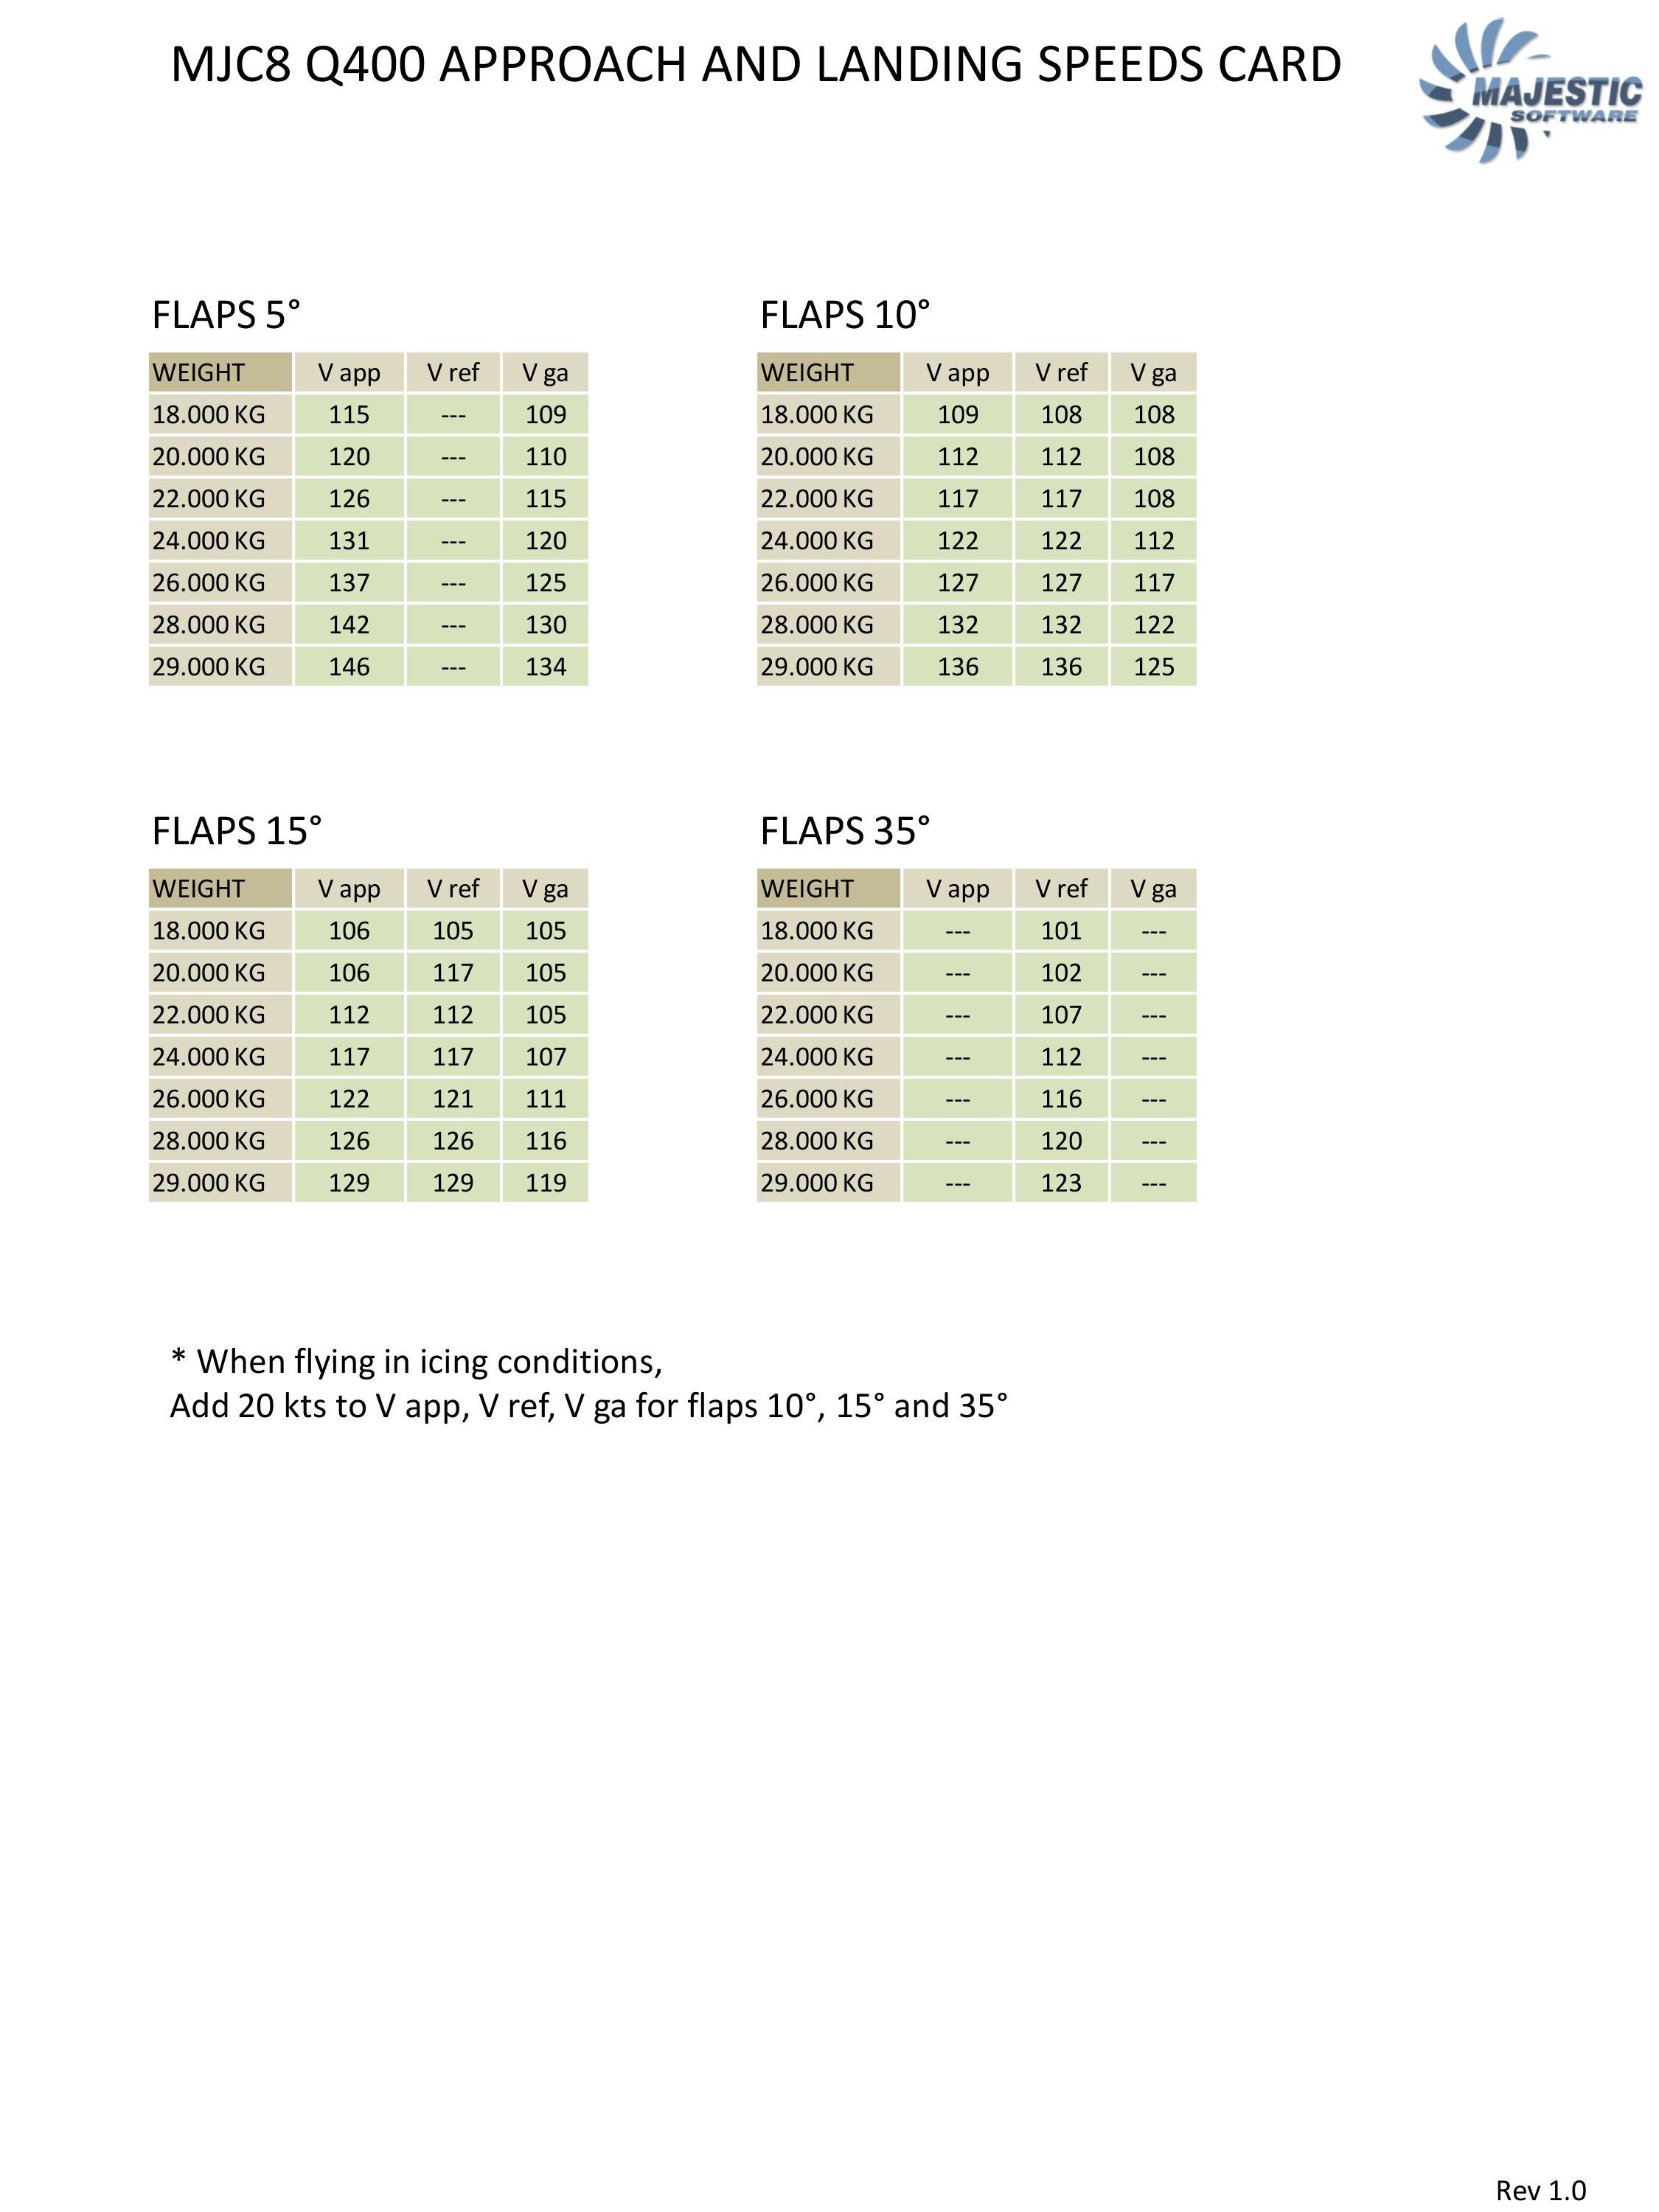 MJC8 Q400 APPROACH AND LANDING SPEEDS CARD
MAJESTIC
SOFTWARE
FLAPS 5°
WEIGHT V app V ref V ga
18.000 KG 115 --- 109
20.000 KG 120 --- 110
22.000 KG 126 --- 115
24.000 KG 131 --- 120
26.000 KG 137 --- 125
28.000 KG 142 --- 130
29.000 KG 146 --- 134
FLAPS 10°
WEIGHT V app V ref V ga
18.000 KG 109 108 108
20.000 KG 112 112 108
22.000 KG 117 117 108
24.000 KG 122 122 112
26.000 KG 127 127 117
28.000 KG 132 132 122
29.000 KG 136 136 125
FLAPS 15°
WEIGHT V app V ref V ga
18.000 KG 106 105 105
20.000 KG 106 117 105
22.000 KG 112 112 105
24.000 KG 117 117 107
26.000 KG 122 121 111
28.000 KG 126 126 116
29.000 KG 129 129 119
FLAPS 35°
WEIGHT V app V ref V ga
18.000 KG --- 101 ---
20.000 KG --- 102 ---
22.000 KG --- 107 ---
24.000 KG --- 112 ---
26.000 KG --- 116 ---
28.000 KG --- 120 ---
29.000 KG --- 123 ---
* When flying in icing conditions,
Add 20 kts to V app, V ref, V ga for flaps 10°, 15° and 35°
Rev 1.0